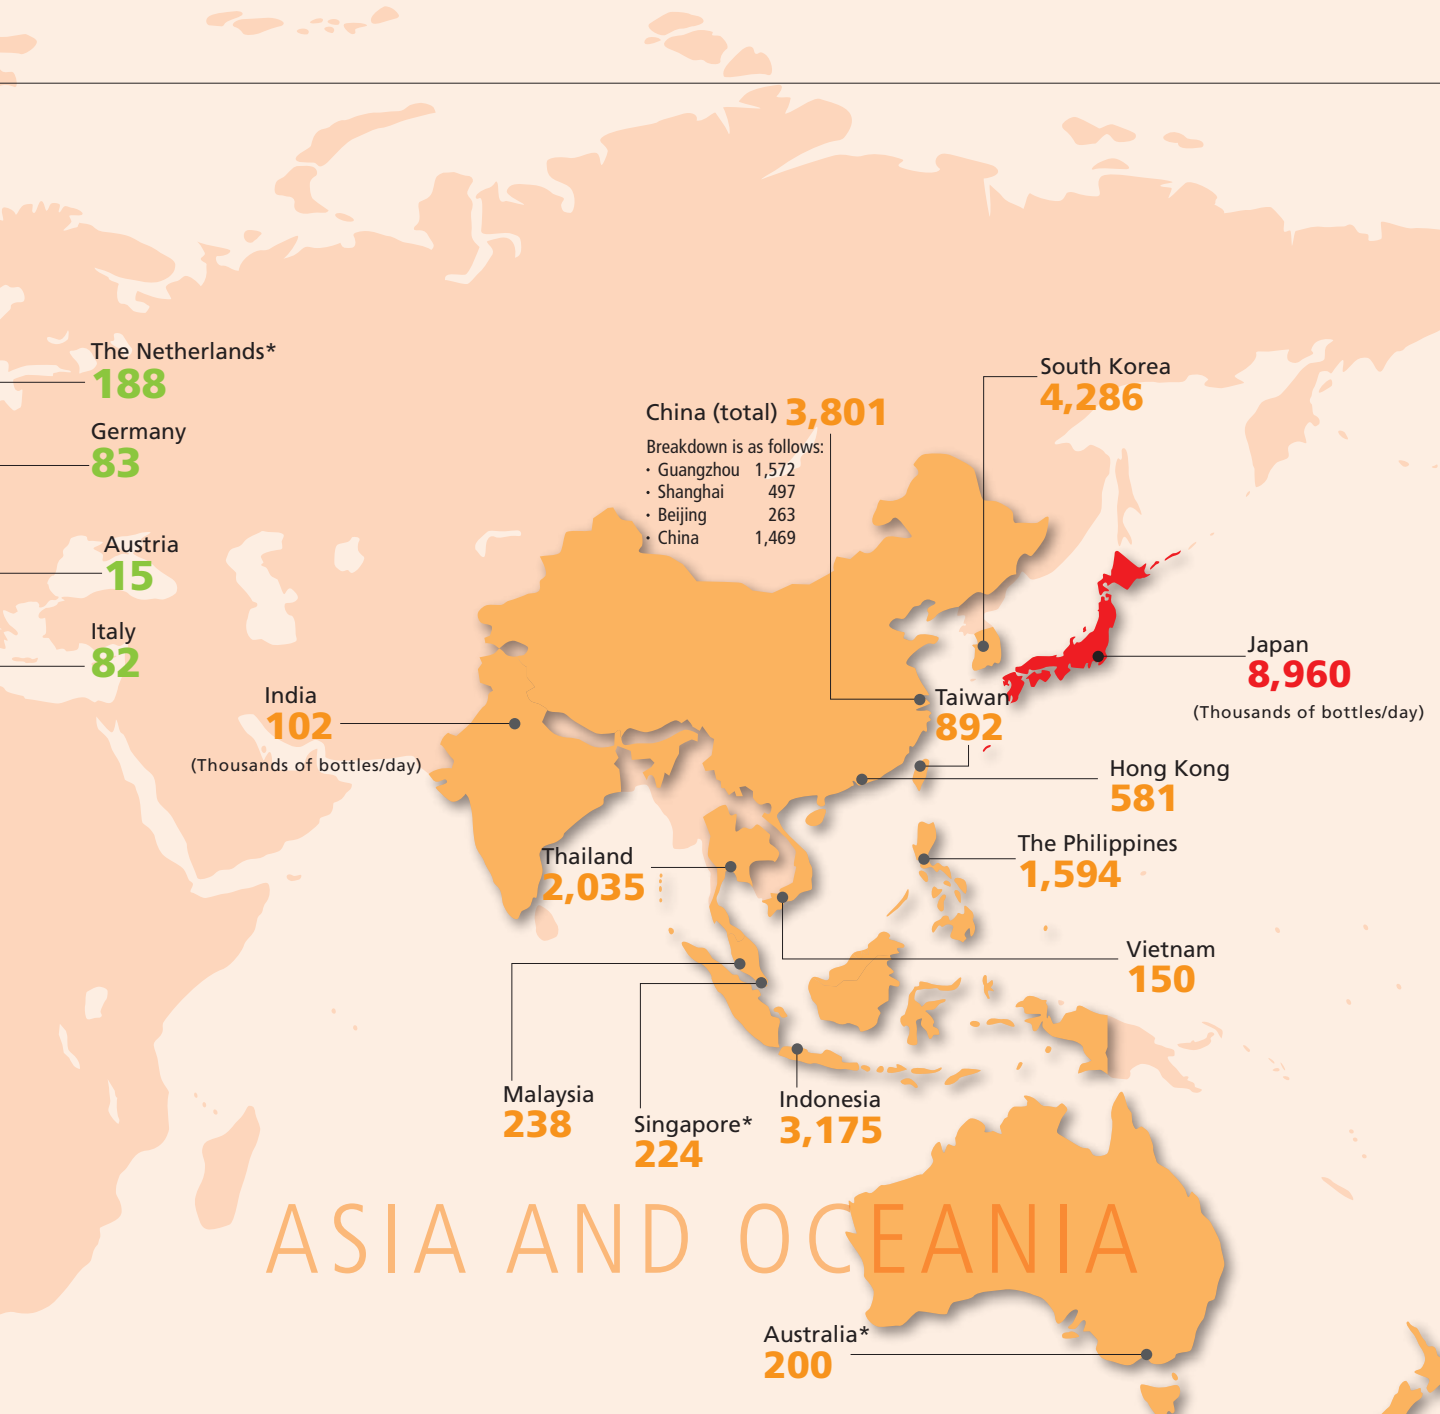 The Netherlands*
188
Germany
83
Austria
15
Italy
82
India
102
(Thousands of bottles/day)
China (total) 3,801
Breakdown is as follows:
· Guangzhou 1,572
· Shanghai 497
· Beijing 263
· China 1,469
South Korea
4,286
Japan
8,960
(Thousands of bottles/day)
Taiwan
892
Hong Kong
581
The Philippines
1,594
Thailand
2,035
Vietnam
150
Malaysia
238
Singapore*
224
Indonesia
3,175
ASIA AND OCEANIA
Australia*
200